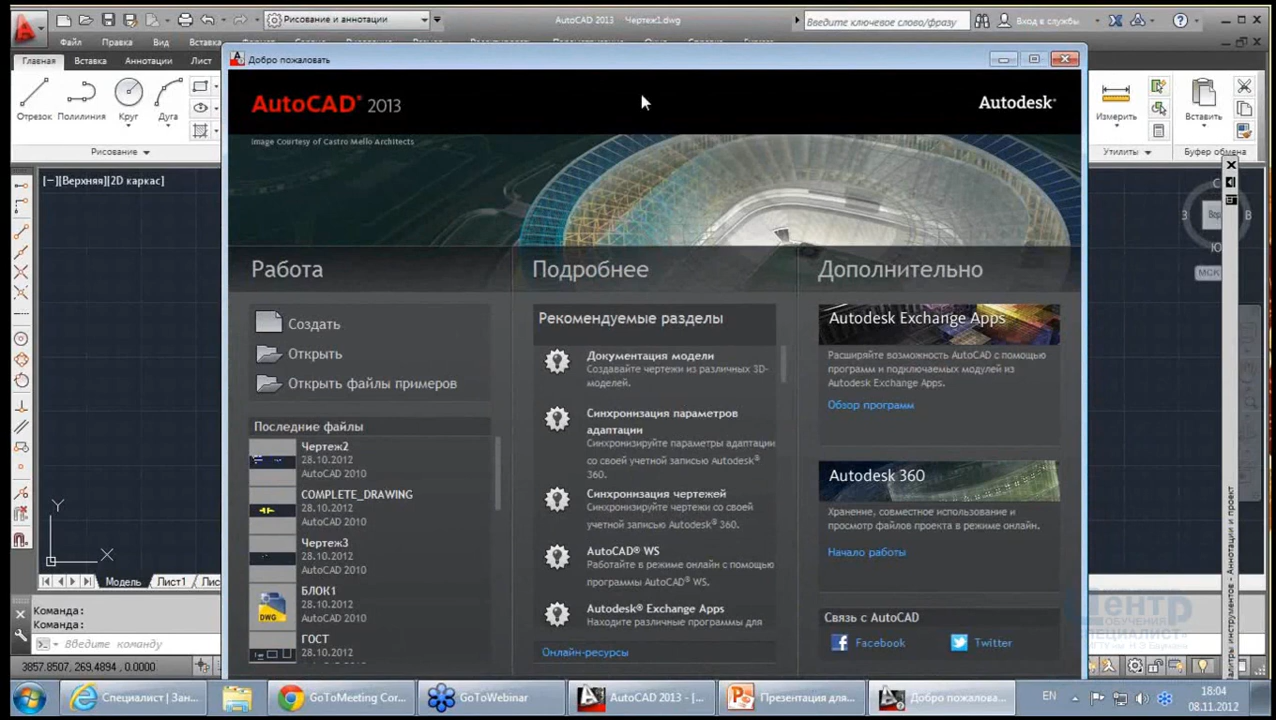 Рисование и аннотации
AutoCAD 2013 Чертеж1.dwg
Введите ключевое слово/фразу
Вход в службы
Файл Правка Вид Вставка
Главная Вставка Аннотации Лист
Отрезок Полилиния Круг Дуга
Рисование
Измерить Вставить
Утилиты Буфер обмена
[−][Верхняя][2D каркас]
С
З Вер В
Ю
МСК
Добро пожаловать
AutoCAD® 2013
Autodesk®
Image Courtesy of Castro Mello Architects
Работа
Создать
Открыть
Открыть файлы примеров
Последние файлы
Чертеж2
28.10.2012
AutoCAD 2010
COMPLETE_DRAWING
28.10.2012
AutoCAD 2010
Чертеж3
28.10.2012
AutoCAD 2010
DWG
БЛОК1
28.10.2012
AutoCAD 2010
ГОСТ
28.10.2012
Подробнее
Рекомендуемые разделы
Документация модели
Создавайте чертежи из различных 3D-
моделей.
Синхронизация параметров
адаптации
Синхронизируйте параметры адаптации
со своей учетной записью Autodesk®
360.
Синхронизация чертежей
Синхронизируйте чертежи со своей
учетной записью Autodesk® 360.
AutoCAD® WS
Работайте в режиме онлайн с помощью
программы AutoCAD® WS.
Autodesk® Exchange Apps
Находите различные программы для
Онлайн-ресурсы
Дополнительно
Autodesk Exchange Apps
Расширяйте возможность AutoCAD с помощью
программ и подключаемых модулей из
Autodesk Exchange Apps.
Обзор программ
Autodesk 360
Хранение, совместное использование и
просмотр файлов проекта в режиме онлайн.
Начало работы
Связь с AutoCAD
Facebook Twitter
Y
X
Модель Лист1 Лис
Команда:
Команда:
Введите команду
3857.8507, 269.4894 , 0.0000
Аннотации и проект
Центр
ОБУЧЕНИЯ
СПЕЦИАЛИСТ
Специалист | Зан...
GoToMeeting Cor...
GoToWebinar
AutoCAD 2013 - [...
Презентация для...
Добро пожалова...
EN
18:04
08.11.2012